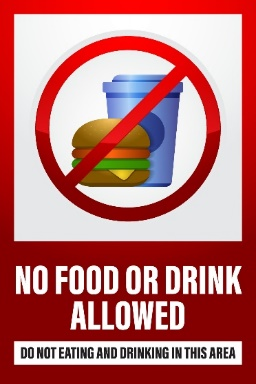 NO FOOD OR DRINK
ALLOWED
DO NOT EATING AND DRINKING IN THIS AREA